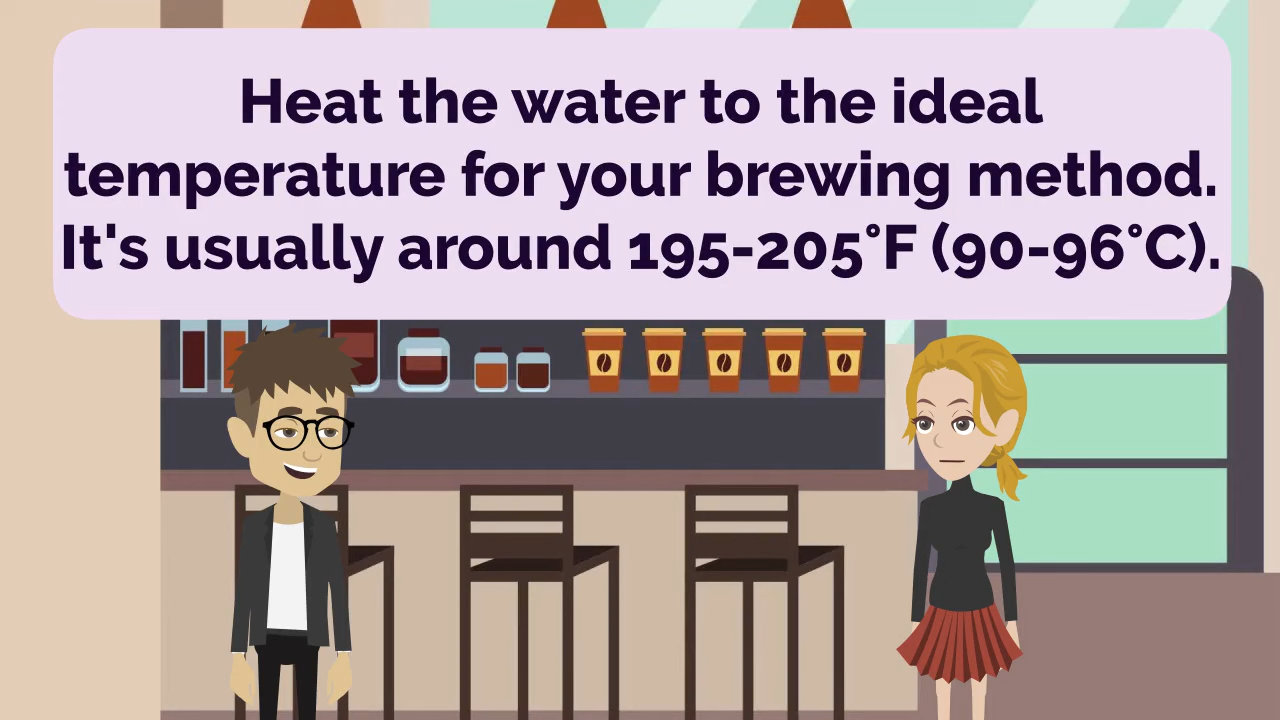 Heat the water to the ideal
temperature for your brewing method.
It's usually around 195-205°F (90-96°C).